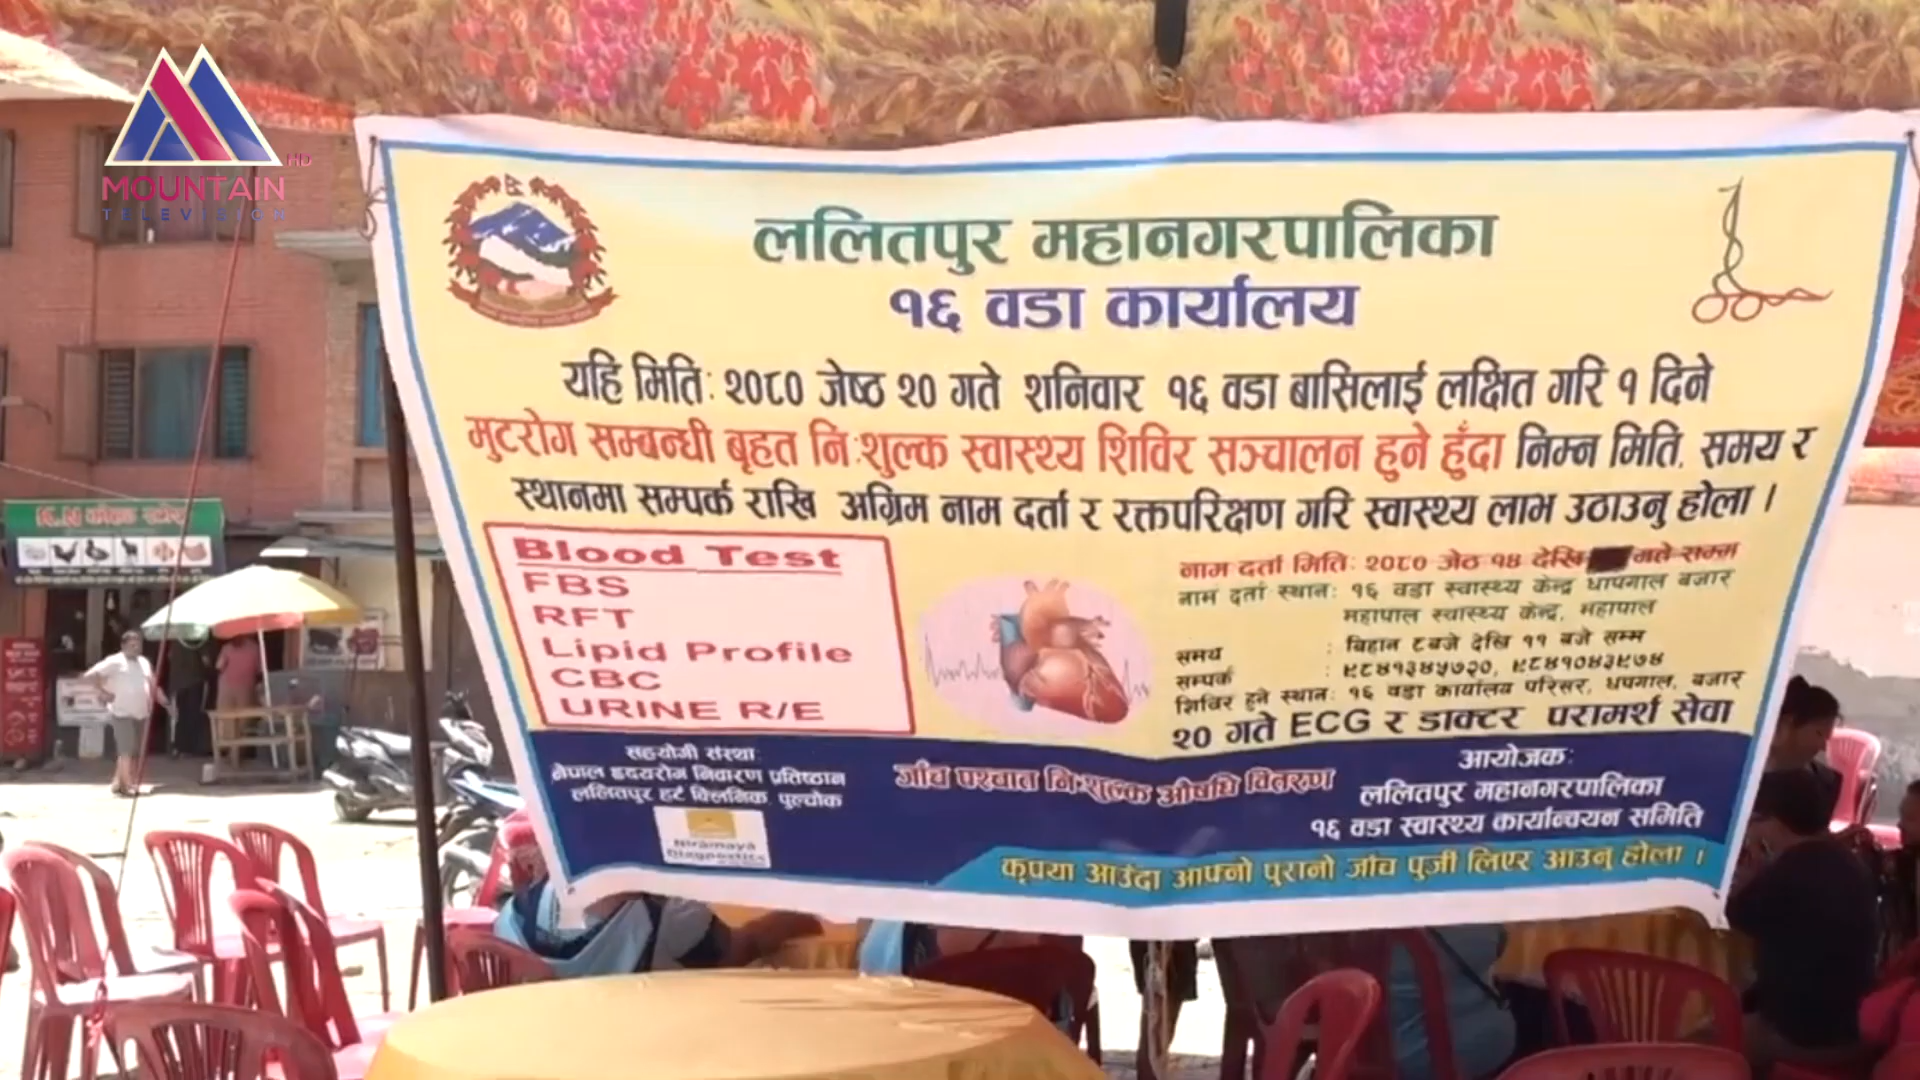 MOUNTAIN HD
TELEVISION
ललितपुर महानगरपालिका
१६ वडा कार्यालय
यहि मिति: २०८० जेष्ठ २० गते शनिवार १६ वडा बासिलाई लक्षित गरि १ दिने
मुटुरोग सम्बन्धी बृहत नि:शुल्क स्वास्थ्य शिविर सञ्चालन हुने हुँदा निम्न मिति, समय र
स्थानमा सम्पर्क राखि अग्रिम नाम दर्ता र रक्तपरिक्षण गरि स्वास्थ्य लाभ उठाउनु होला ।
Blood Test
FBS
RFT
Lipid Profile
CBC
URINE R/E
नाम दर्ता मिति: २०८० जेठ १४ देखि गते सम्म
नाम दर्ता स्थान: १६ वडा स्वास्थ्य केन्द्र धापगाल बजार
महापाल स्वास्थ्य केन्द्र, महापाल
समय : बिहान ८बजे देखि ११ बजे सम्म
सम्पर्क : ९८४१३४५७२०, ९८४१०४३९७४
शिविर हुने स्थान: १६ वडा कार्यालय परिसर, धपगाल, बजार
२० गते ECG र डाक्टर परामर्श सेवा
सहयोगी संस्था:
नेपाल हृदयरोग निवारण प्रतिष्ठान
ललितपुर हर्ट क्लिनिक, पुल्चोक
Niramaya
Diagnostics
जाँच पश्चात नि:शुल्क औषधि वितरण
आयोजक:
ललितपुर महानगरपालिका
१६ वडा स्वास्थ्य कार्यान्वयन समिति
कृपया आउँदा आफ्नो पुरानो जाँच पुर्जी लिएर आउनु होला ।